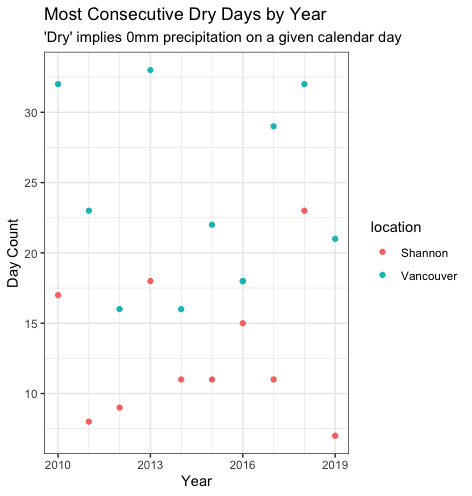 Most Consecutive Dry Days by Year
'Dry' implies 0mm precipitation on a given calendar day
30
25
20
15
10
Day Count
2010 2013 2016 2019
Year
location
Shannon
Vancouver